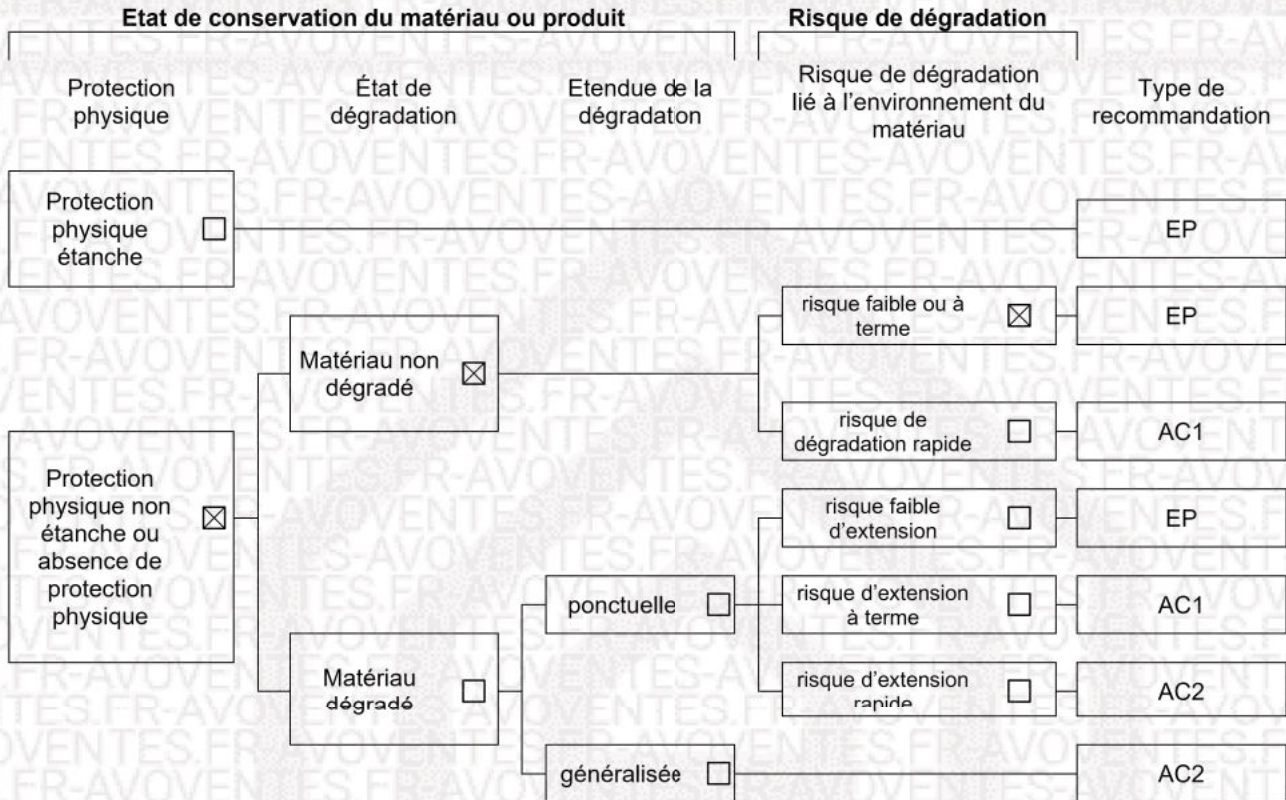 Etat de conservation du matériau ou produit
Risque de dégradation
Protection
physique
État de
dégradation
Etendue de la
dégradation
Risque de dégradation
lié à l'environnement du
matériau
Type de
recommandation
Protection
physique
étanche
EP
risque faible ou à
terme
EP
Matériau non
dégradé
risque de
dégradation rapide
AC1
Protection
physique non
étanche ou
absence de
protection
physique
risque faible
d'extension
EP
ponctuelle
risque d'extension
à terme
AC1
Matériau
dégradé
risque d'extension
rapide
AC2
généralisée
AC2